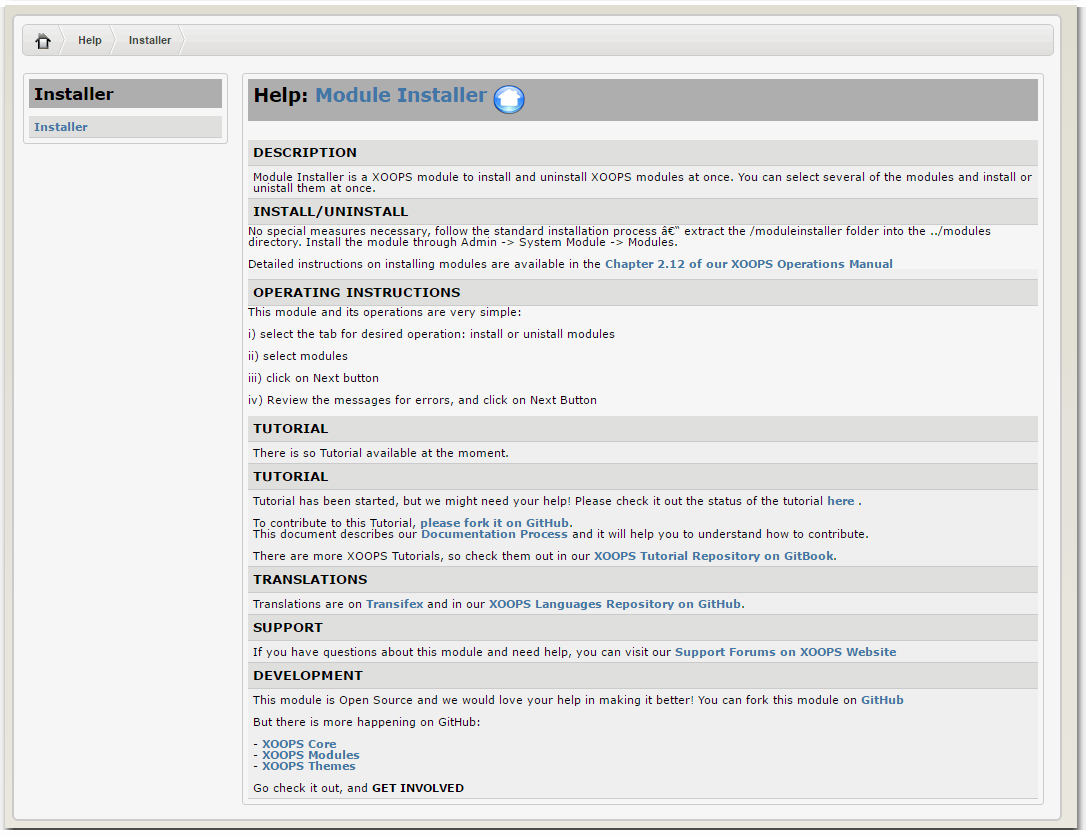 Help
Installer
Installer
Installer
Help: Module Installer
DESCRIPTION
Module Installer is a XOOPS module to install and uninstall XOOPS modules at once. You can select several of the modules and install or
unistall them at once.
INSTALL/UNINSTALL
No special measures necessary, follow the standard installation process â€“ extract the /moduleinstaller folder into the ../modules
directory. Install the module through Admin -> System Module -> Modules.
Detailed instructions on installing modules are available in the Chapter 2.12 of our XOOPS Operations Manual
OPERATING INSTRUCTIONS
This module and its operations are very simple:
i) select the tab for desired operation: install or unistall modules
ii) select modules
iii) click on Next button
iv) Review the messages for errors, and click on Next Button
TUTORIAL
There is so Tutorial available at the moment.
TUTORIAL
Tutorial has been started, but we might need your help! Please check it out the status of the tutorial here .
To contribute to this Tutorial, please fork it on GitHub.
This document describes our Documentation Process and it will help you to understand how to contribute.
There are more XOOPS Tutorials, so check them out in our XOOPS Tutorial Repository on GitBook.
TRANSLATIONS
Translations are on Transifex and in our XOOPS Languages Repository on GitHub.
SUPPORT
If you have questions about this module and need help, you can visit our Support Forums on XOOPS Website
DEVELOPMENT
This module is Open Source and we would love your help in making it better! You can fork this module on GitHub
But there is more happening on GitHub:
- XOOPS Core
- XOOPS Modules
- XOOPS Themes
Go check it out, and GET INVOLVED